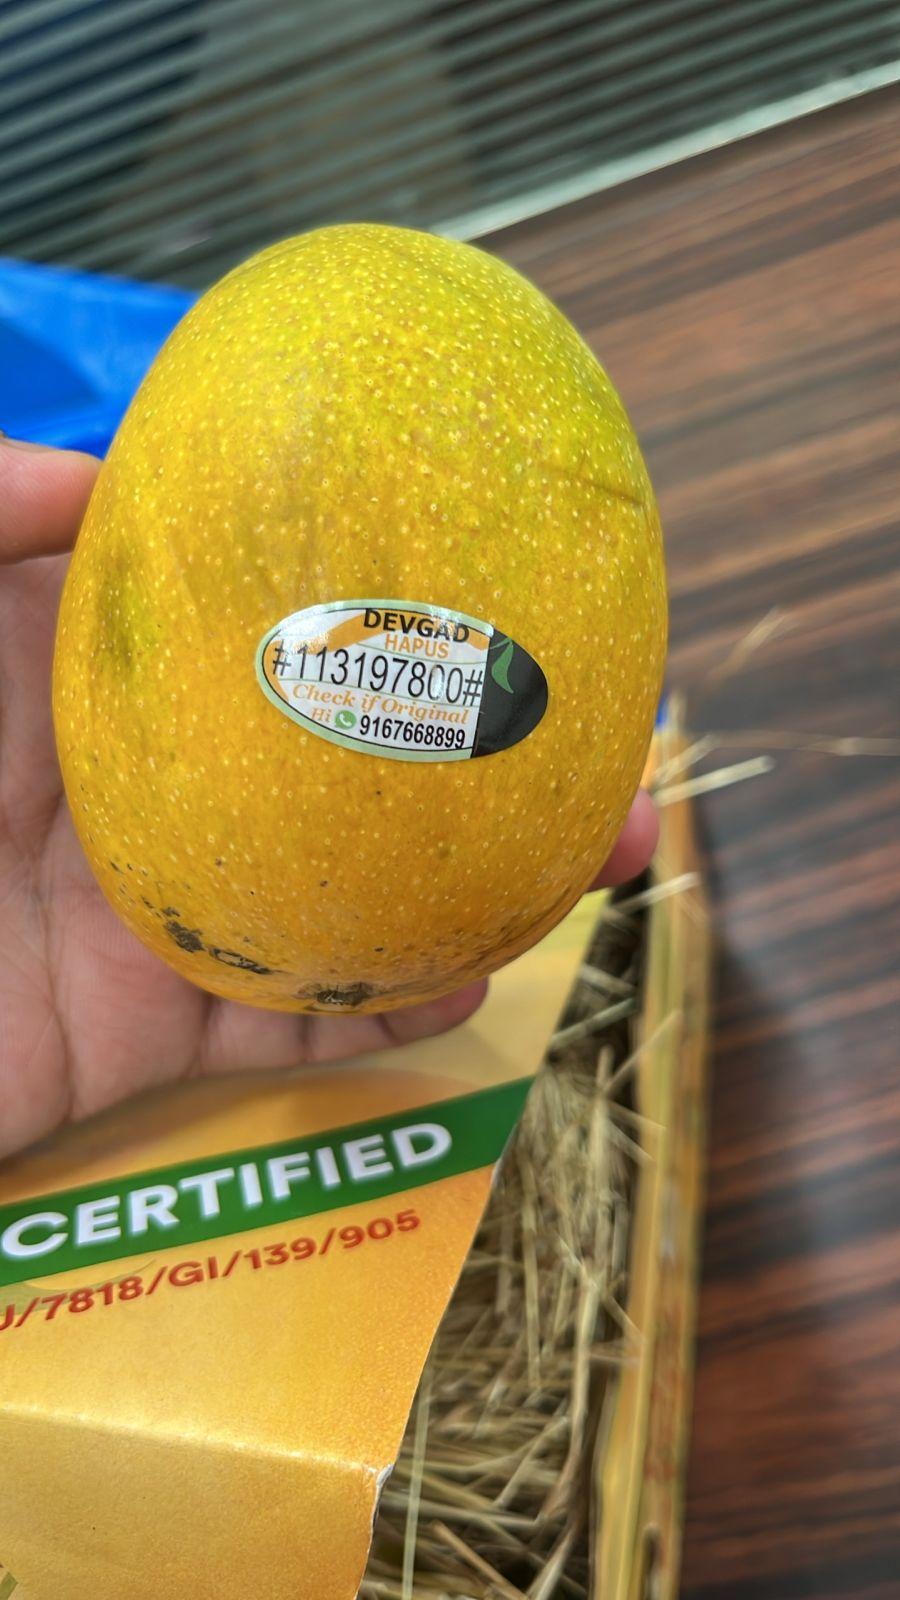 DEVGAD
HAPUS
#113197800#
Check if Original
Hi 9167668899
CERTIFIED
/7818/GI/139/905